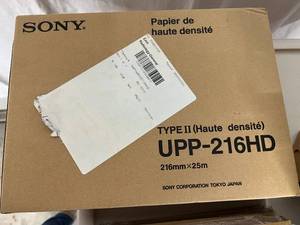 SONY
Papier de
haute densité
TYPE II (Haute densité)
UPP-216HD
216mm×25m
SONY CORPORATION TOKYO JAPAN